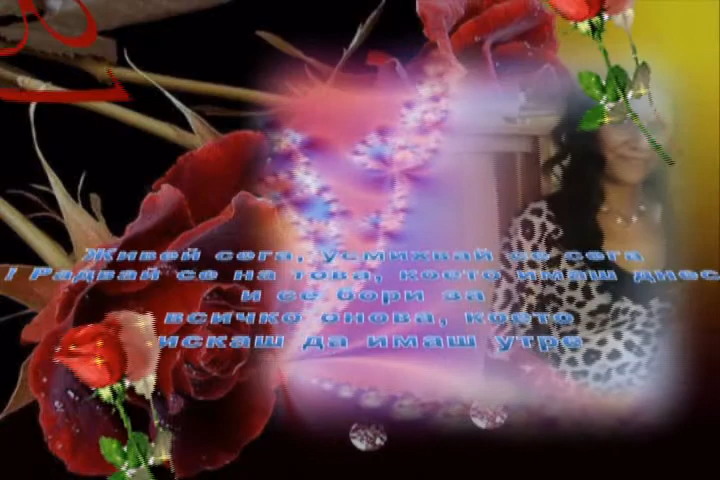 Живей сега, усмихвай се сега
! Радвай се на това, което имаш днес
и се бори за
всичко онова, което
искаш да имаш утре